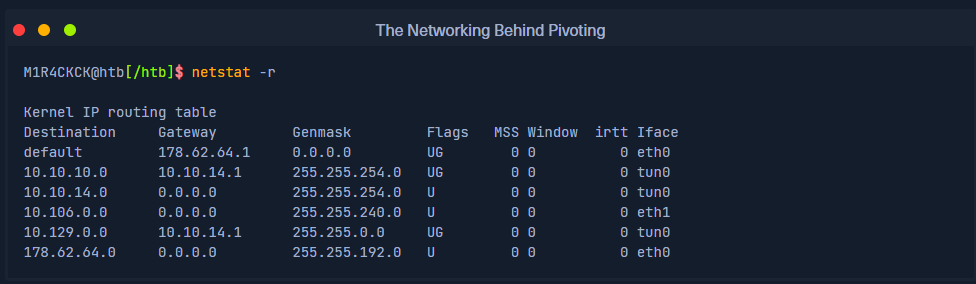 The Networking Behind Pivoting
M1R4CKCK@htb[/htb]$ netstat -r
Kernel IP routing table
Destination     Gateway         Genmask         Flags   MSS Window  irtt Iface
default         178.62.64.1     0.0.0.0         UG        0 0          0 eth0
10.10.10.0      10.10.14.1      255.255.254.0   UG        0 0          0 tun0
10.10.14.0      0.0.0.0         255.255.254.0   U         0 0          0 tun0
10.106.0.0      0.0.0.0         255.255.240.0   U         0 0          0 eth1
10.129.0.0      10.10.14.1      255.255.0.0     UG        0 0          0 tun0
178.62.64.0     0.0.0.0         255.255.192.0   U         0 0          0 eth0